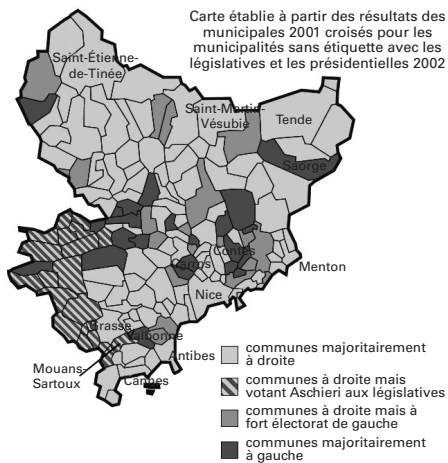 Carte établie à partir des résultats des
municipales 2001 croisés pour les
municipalités sans étiquette avec les
législatives et les présidentielles 2002
Saint-Étienne-
de-Tinée
Saint-Martin-
Vésubie
Tende
Saorge
Contes
Carros
Menton
Nice
Grasse
Valbonne
Antibes
Mouans-
Sartoux
Cannes
communes majoritairement
à droite
communes à droite mais
votant Aschieri aux législatives
communes à droite mais à
fort électorat de gauche
communes majoritairement
à gauche